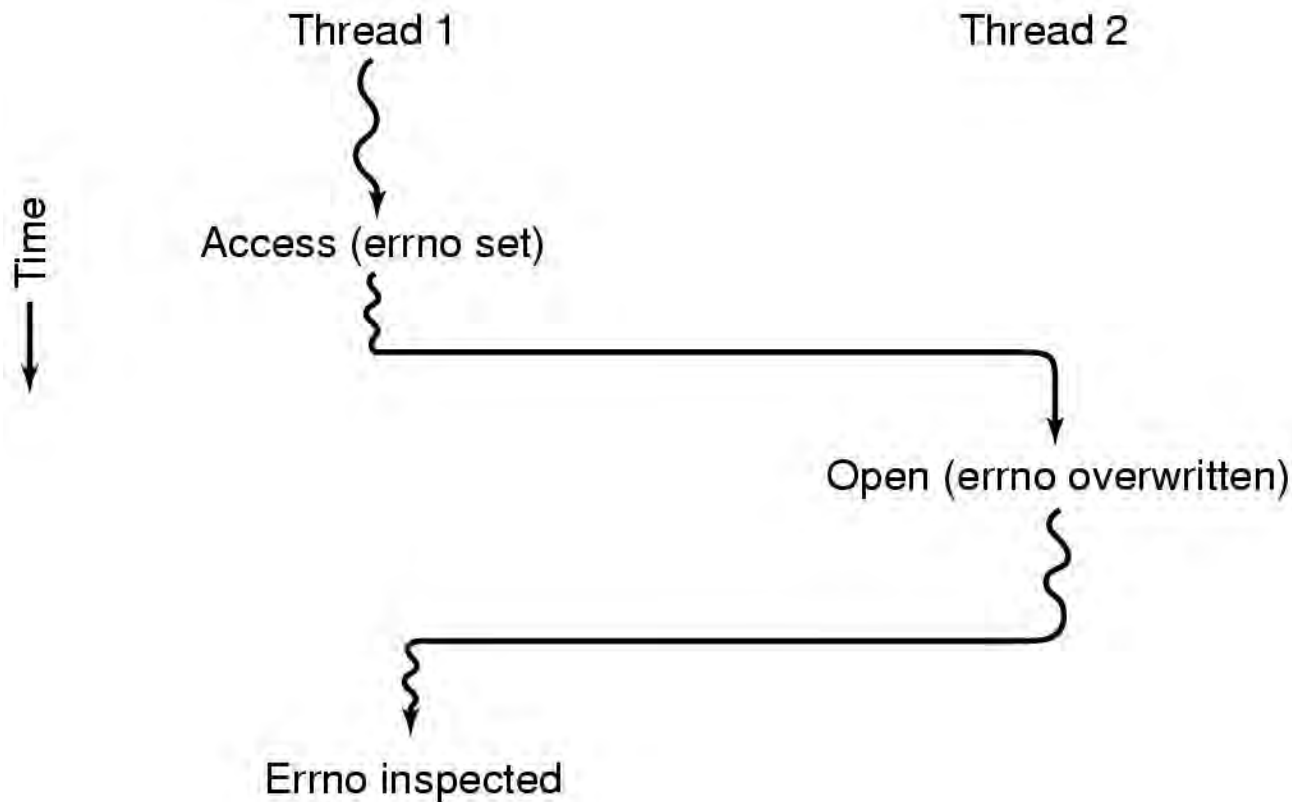 Thread 1
Thread 2
Time
Access (errno set)
Open (errno overwritten)
Errno inspected